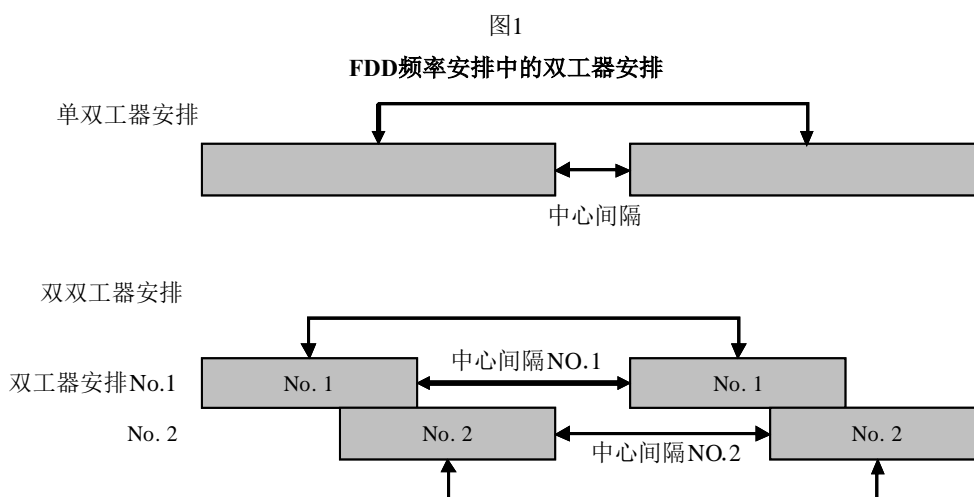 图1
FDD频率安排中的双工器安排
单双工器安排
中心间隔
双双工器安排
中心间隔NO.1
双工器安排No.1
No. 1
No. 1
No. 2
No. 2
中心间隔NO.2
No. 2